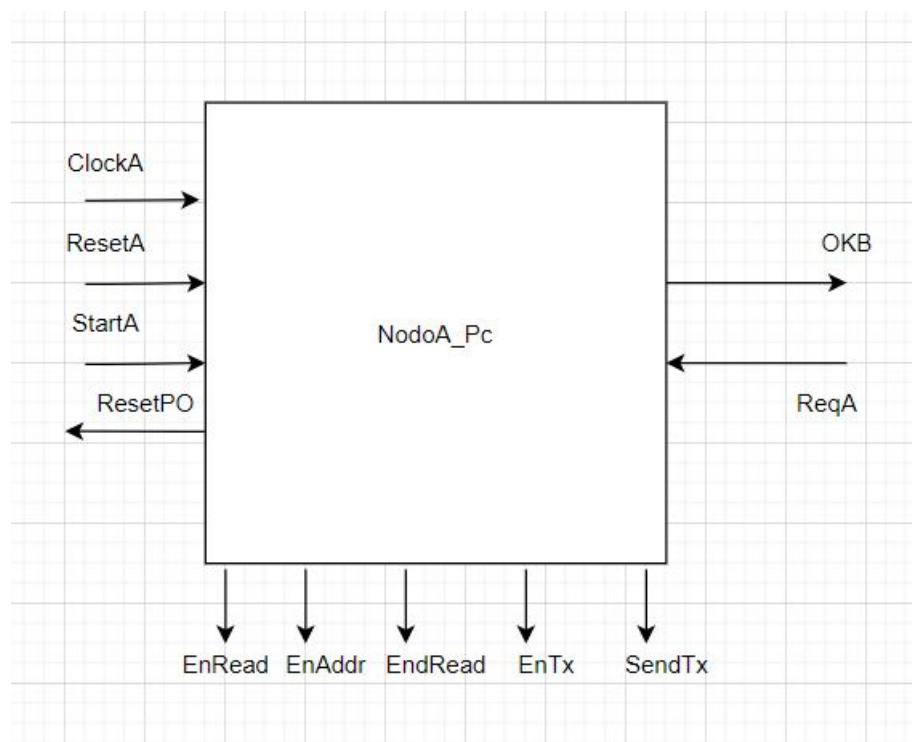 ClockA
ResetA
StartA
ResetPO
NodoA_Pc
OKB
ReqA
EnRead EnAddr EndRead EnTx SendTx